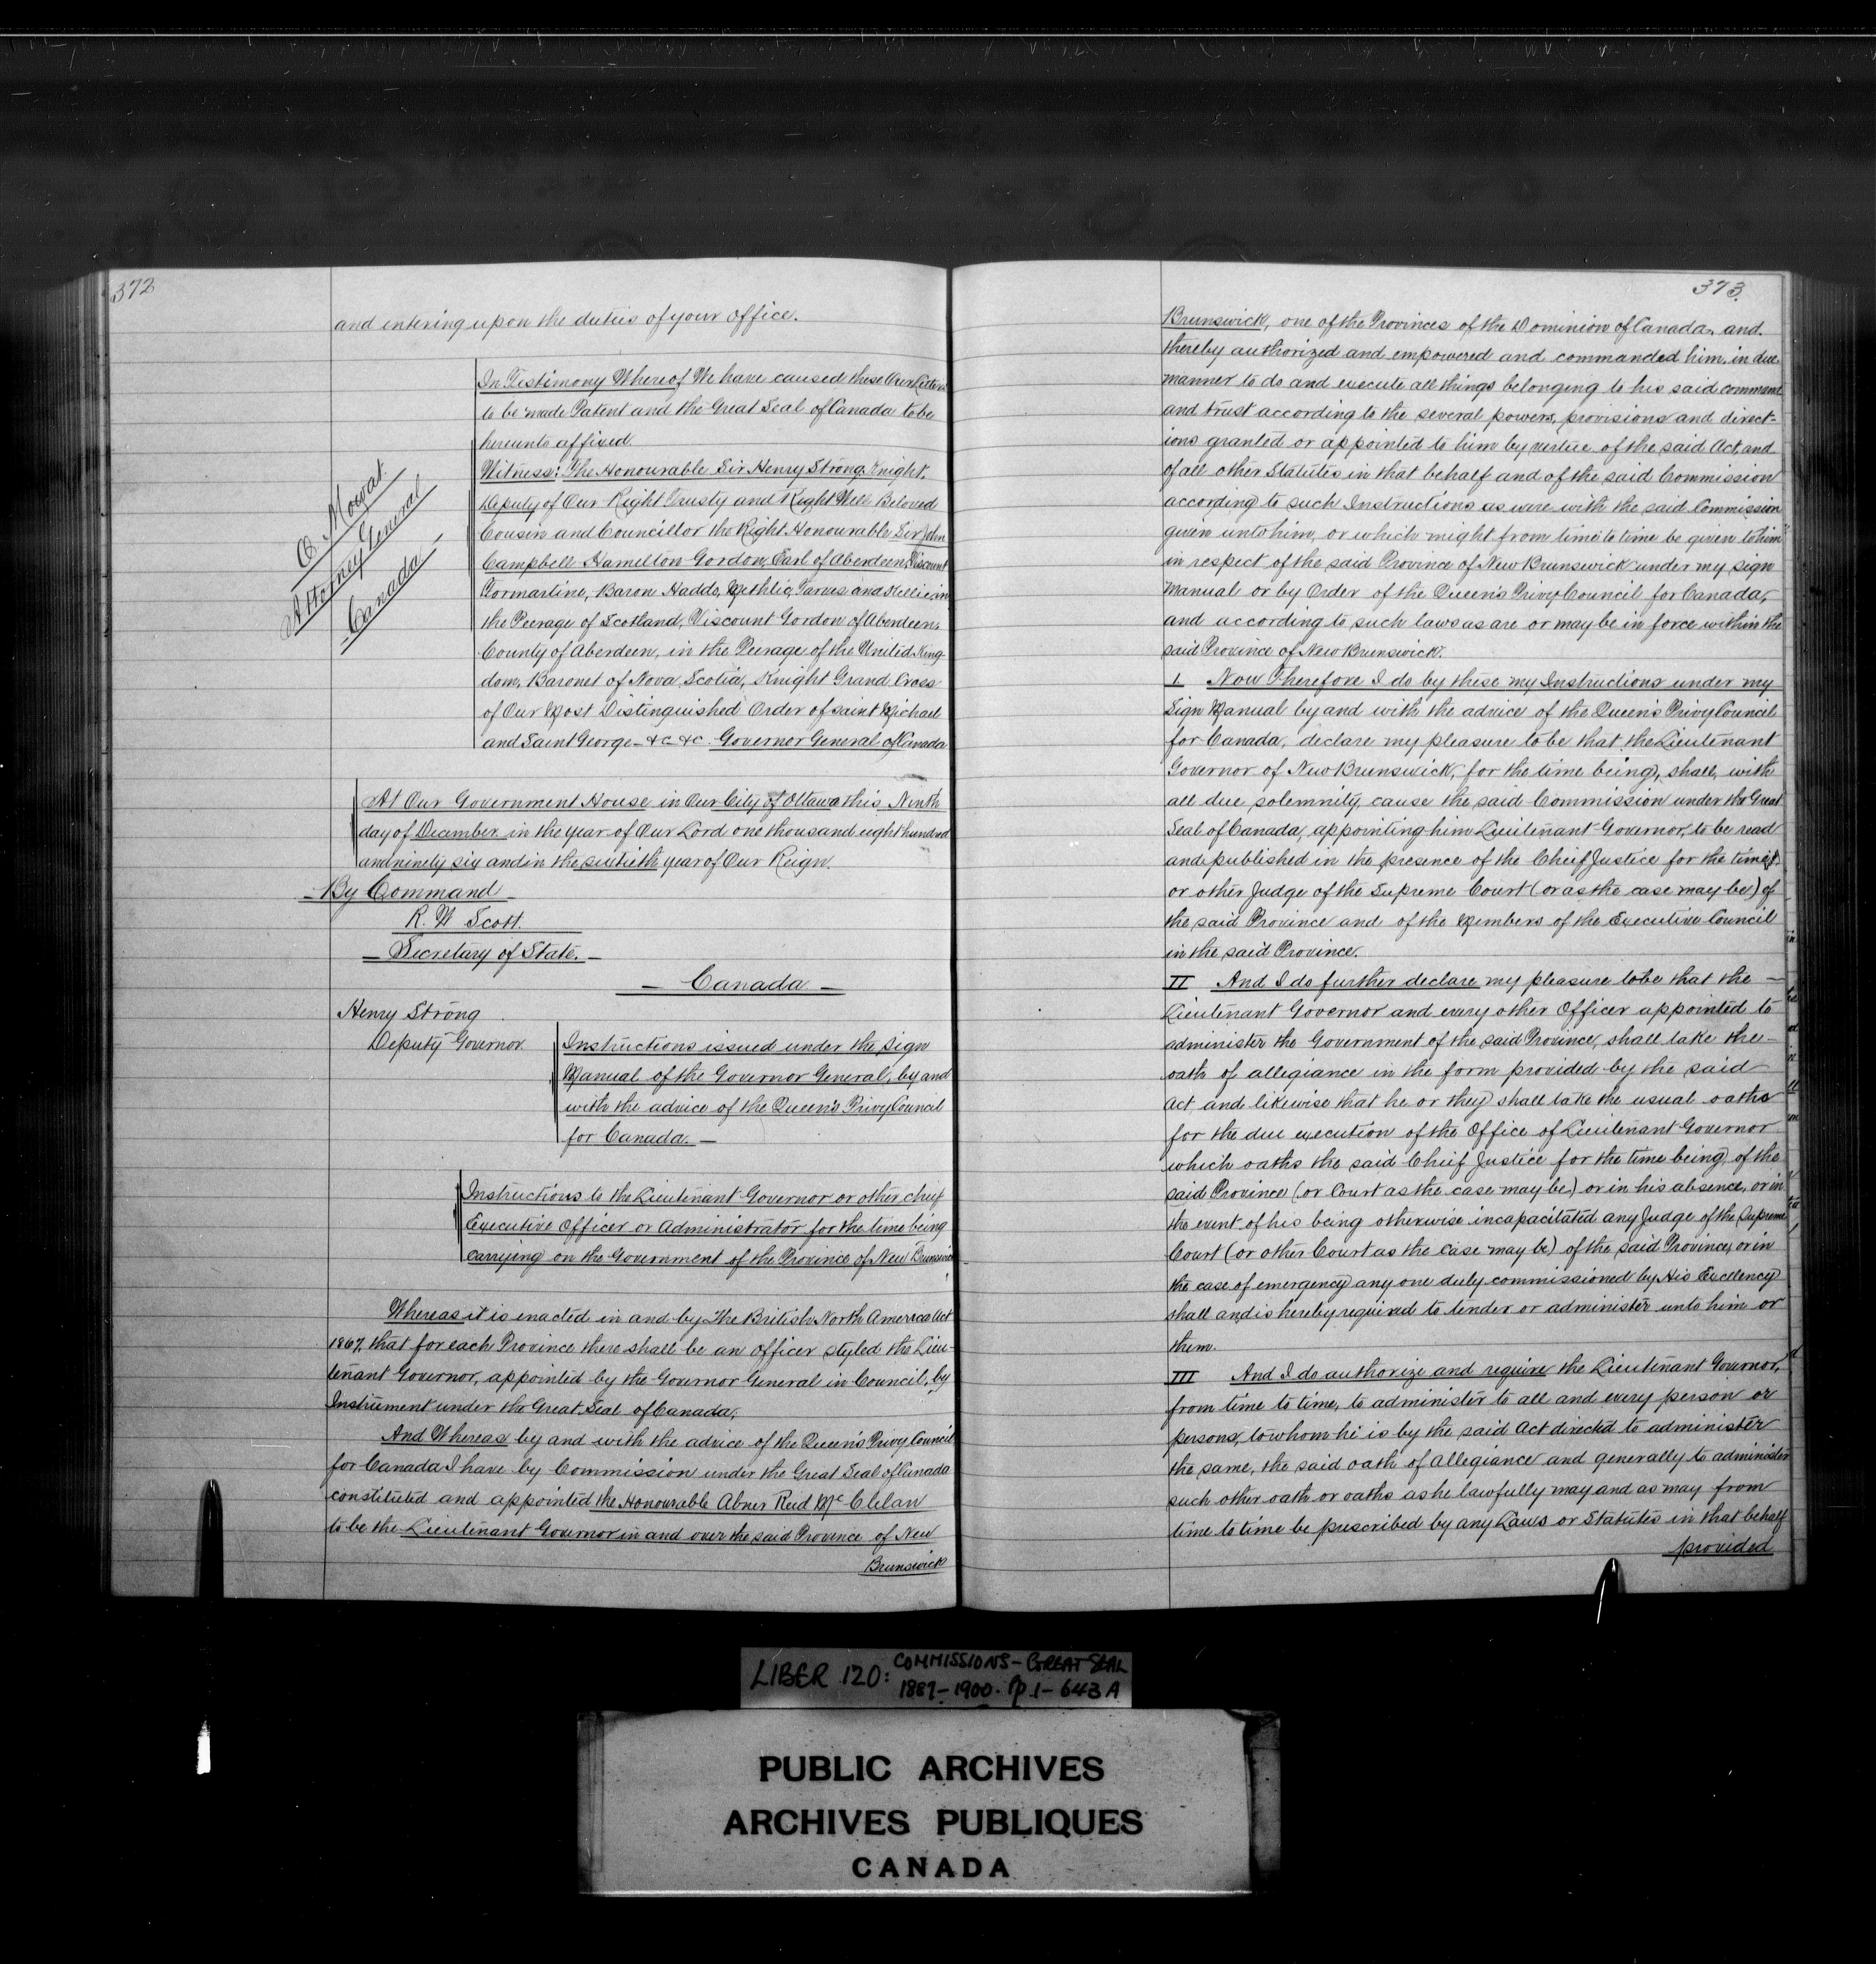 372
and entering upon the duties of your office.
In Testimony Whereof We have caused these Our Letters
to be made Patent and the Great Seal of Canada to be
hereunto affixed.
Witness: The Honourable Sir Henry Strong, Knight,
Deputy of Our Right Trusty and Right Well Beloved
Cousin and Councillor the Right Honourable Sir John
Campbell Hamilton Gordon, Earl of Aberdeen, Viscount
Formartine, Baron Haddo, Methlic, Tarves and Kellie, in
the Peerage of Scotland, Viscount Gordon of Aberdeen,
County of Aberdeen, in the Peerage of the United King-
dom, Baronet of Nova Scotia, Knight Grand Cross
of Our Most Distinguished Order of Saint Michael
and Saint George - &c &c. Governor General of Canada
O. Mowat.
Attorney General
Canada
At Our Government House in Our City of Ottawa this Ninth
day of December in the year of Our Lord one thousand eight hundred
and ninety six and in the sixtieth year of Our Reign.
By Command
R. W Scott.
Secretary of State. -
- Canada -
Henry Strong
Deputy Governor.
Instructions issued under the Sign
Manual of the Governor General, by and
with the advice of the Queen's Privy Council
for Canada. -
Instructions to the Lieutenant Governor or other chief
Executive Officer or Administrator for the time being
carrying on the Government of the Province of New Brunswick
Whereas it is enacted in and by The British North America Act
1867, that for each Province there shall be an Officer styled the Lieu-
tenant Governor, appointed by the Governor General in Council, by
Instrument under the Great Seal of Canada;
And Whereas by and with the advice of the Queen's Privy Council
for Canada I have by Commission under the Great Seal of Canada
constituted and appointed the Honourable Abner Reid McClelan
to be the Lieutenant Governor in and over the said Province of New
Brunswick
373.
Brunswick, one of the Provinces of the Dominion of Canada, and
thereby authorized and empowered and commanded him, in due
manner to do and execute all things belonging to his said command
and trust according to the several powers, provisions and direct-
ions granted or appointed to him by virtue of the said Act, and
of all other Statutes in that behalf and of the said Commission
according to such Instructions as were with the said Commission
given unto him, or which might from time to time be given to him
in respect of the said Province of New Brunswick under my sign
Manual or by Order of the Queen's Privy Council for Canada,
and according to such laws as are or may be in force within the
said Province of New Brunswick.
I. Now Therefore I do by these my Instructions under my
Sign Manual by and with the advice of the Queen's Privy Council
for Canada, declare my pleasure to be that the Lieutenant
Governor of New Brunswick, for the time being, shall, with
all due solemnity, cause the said Commission under the Great
Seal of Canada, appointing him Lieutenant Governor, to be read
and published in the presence of the Chief Justice for the time
or other Judge of the Supreme Court (or as the case may be) of
the said Province and of the Members of the Executive Council
in the said Province.
II And I do further declare my pleasure to be that the -
Lieutenant Governor and every other Officer appointed to
administer the Government of the said Province, shall take the -
oath of allegiance in the form provided by the said
Act and likewise that he or they shall take the usual oaths
for the due execution of the Office of Lieutenant Governor
which oaths the said Chief Justice for the time being, of the
said Province (or Court as the case may be) or in his absence, or in
the event of his being otherwise incapacitated any Judge of the Supreme
Court (or other Court as the case may be) of the said Province, or in
the case of emergency any one duly commissioned by His Excellency
shall and is hereby required to tender or administer unto him or
them.
III And I do authorize and require the Lieutenant Governor,
from time to time, to administer to all and every person or
persons, to whom he is by the said Act directed to administer
the same, the said oath of allegiance and generally to administer
such other oath or oaths as he lawfully may and as may from
time to time be prescribed by any Laws or Statutes in that behalf
provided
LIBER 120: COMMISSIONS - GREAT SEAL
1887-1900. Pp. 1-643A
PUBLIC ARCHIVES
ARCHIVES PUBLIQUES
CANADA